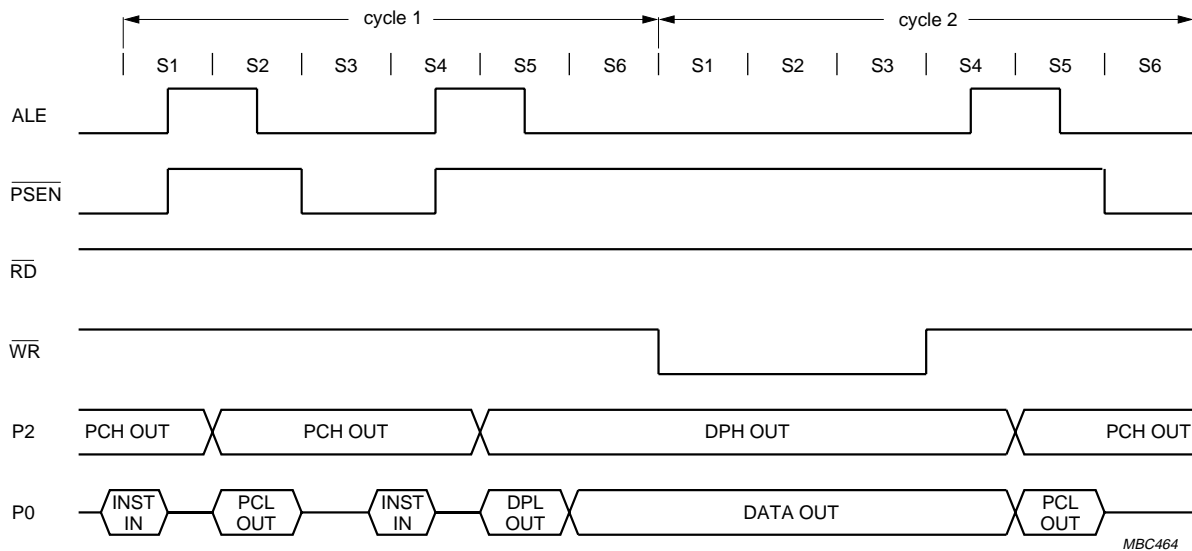 cycle 1 cycle 2
S1 S2 S3 S4 S5 S6 S1 S2 S3 S4 S5 S6
ALE
PSEN
RD
WR
P2 PCH OUT PCH OUT DPH OUT PCH OUT
P0 INST IN PCL OUT INST IN DPL OUT DATA OUT PCL OUT
MBC464